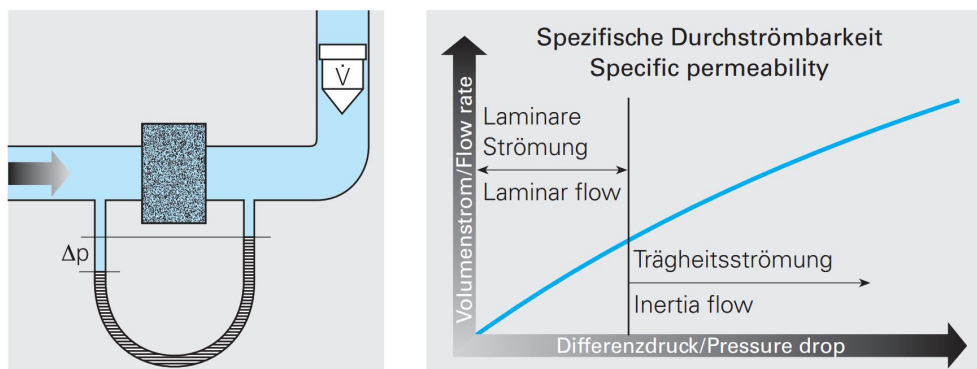 V̇
Δp
Spezifische Durchströmbarkeit
Specific permeability
Volumenstrom/Flow rate
Laminare
Strömung
Laminar flow
Trägheitsströmung
Inertia flow
Differenzdruck/Pressure drop